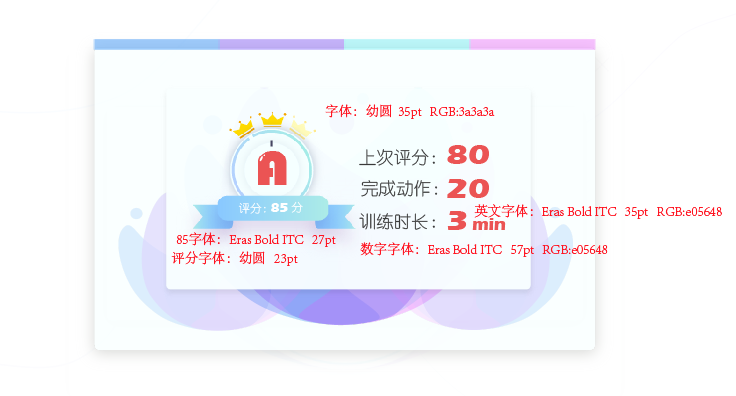 字体：幼圆 35pt RGB:3a3a3a
A
上次评分：80
完成动作：20
评分：85 分
训练时长：3 min
英文字体：Eras Bold ITC 35pt RGB:e05648
85字体：Eras Bold ITC 27pt
数字字体：Eras Bold ITC 57pt RGB:e05648
评分字体：幼圆 23pt